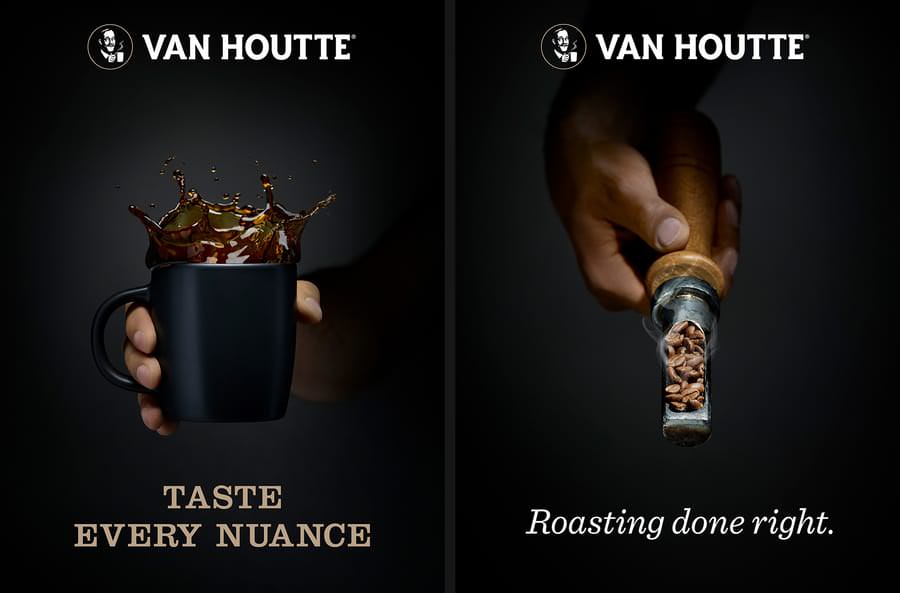 VAN HOUTTE®
TASTE
EVERY NUANCE
VAN HOUTTE®
Roasting done right.